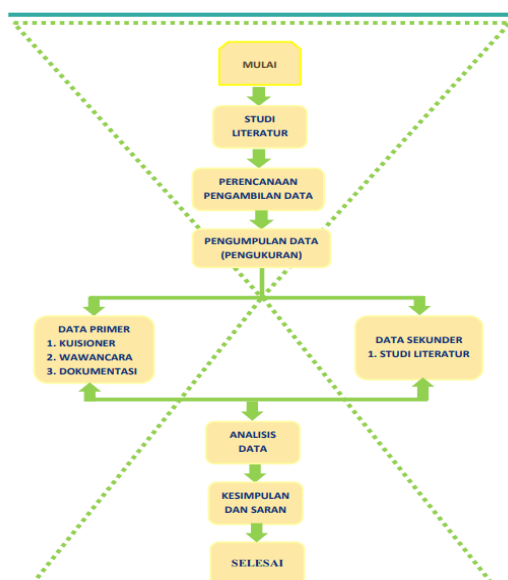 MULAI
STUDI
LITERATUR
PERENCANAAN
PENGAMBILAN DATA
PENGUMPULAN DATA
(PENGUKURAN)
DATA PRIMER
1. KUISIONER
2. WAWANCARA
3. DOKUMENTASI
DATA SEKUNDER
1. STUDI LITERATUR
ANALISIS
DATA
KESIMPULAN
DAN SARAN
SELESAI